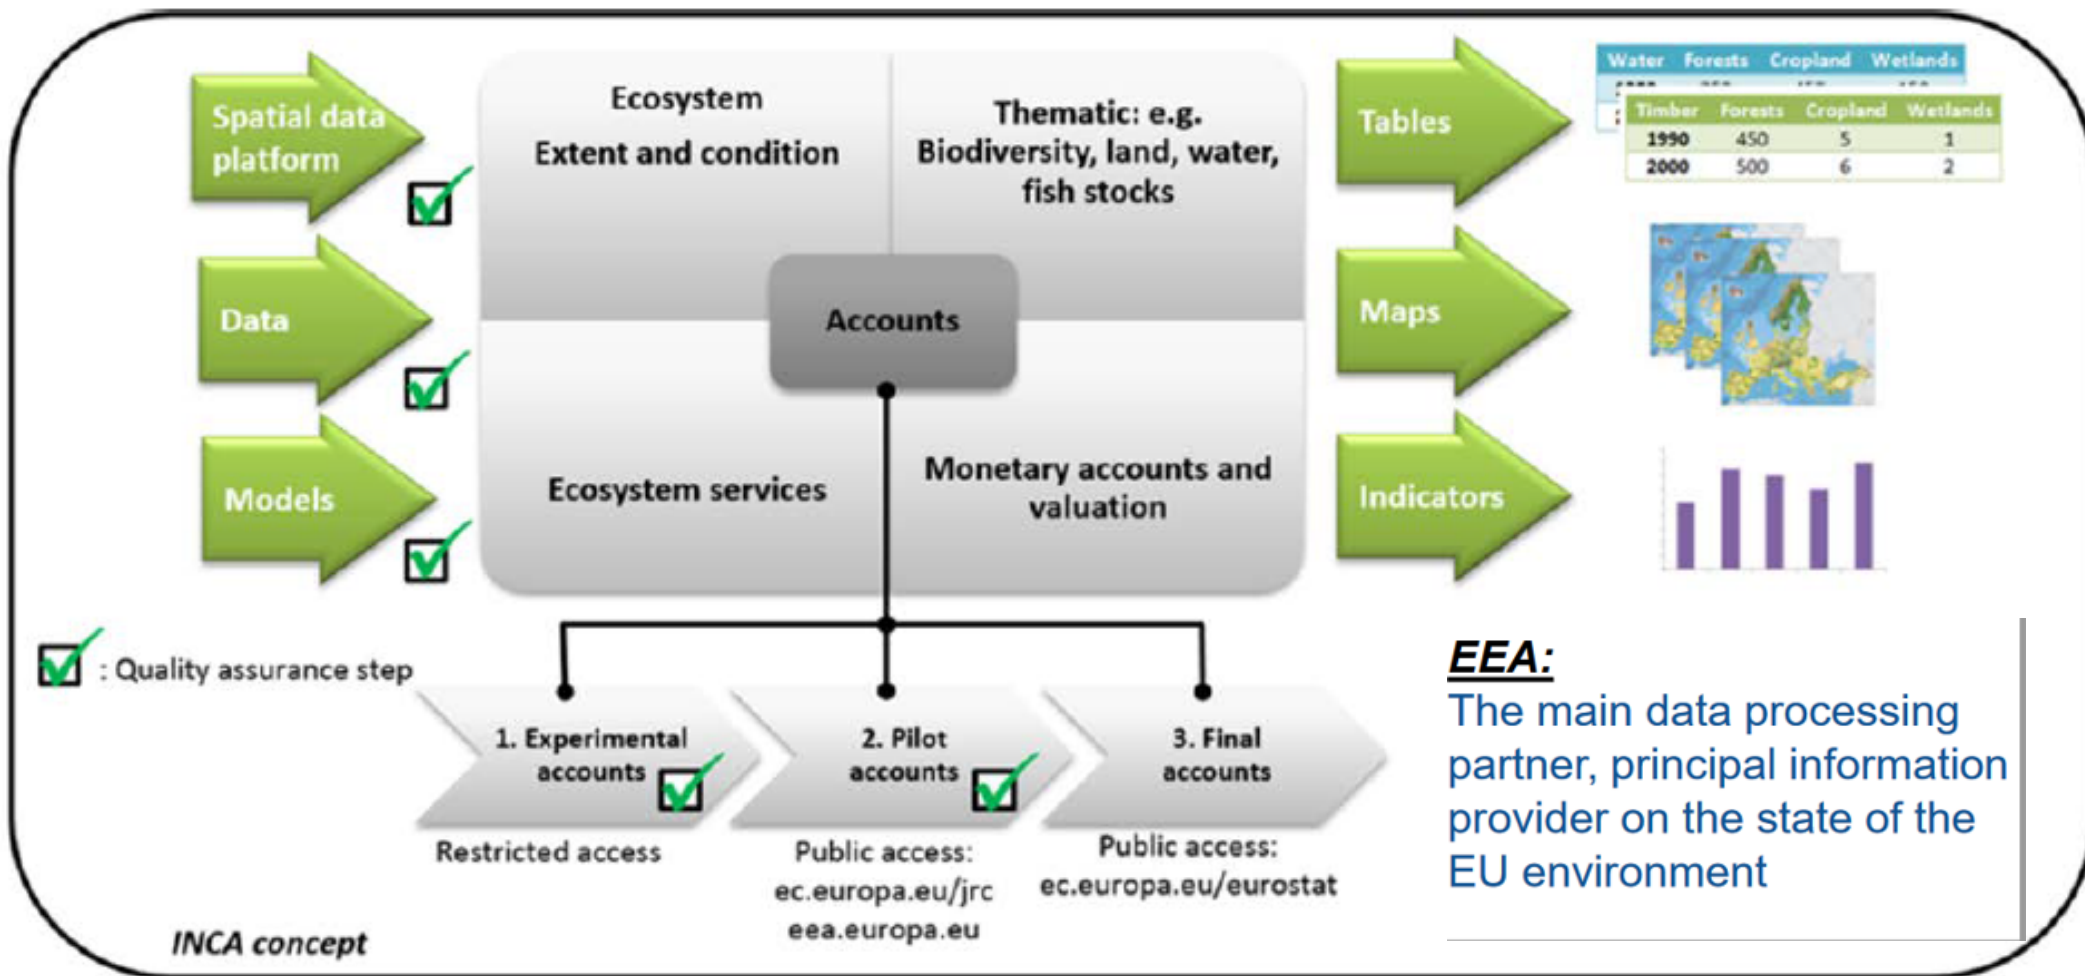 Spatial data
platform
Data
Models
Ecosystem
Extent and condition
Thematic: e.g.
Biodiversity, land, water,
fish stocks
Accounts
Ecosystem services
Monetary accounts and
valuation
Tables
Maps
Indicators
Water Forests Cropland Wetlands
Timber Forests Cropland Wetlands
1990 450 5 1
2000 500 6 2
: Quality assurance step
1. Experimental
accounts
2. Pilot
accounts
3. Final
accounts
Restricted access
Public access:
ec.europa.eu/jrc
eea.europa.eu
Public access:
ec.europa.eu/eurostat
EEA:
The main data processing
partner, principal information
provider on the state of the
EU environment
INCA concept